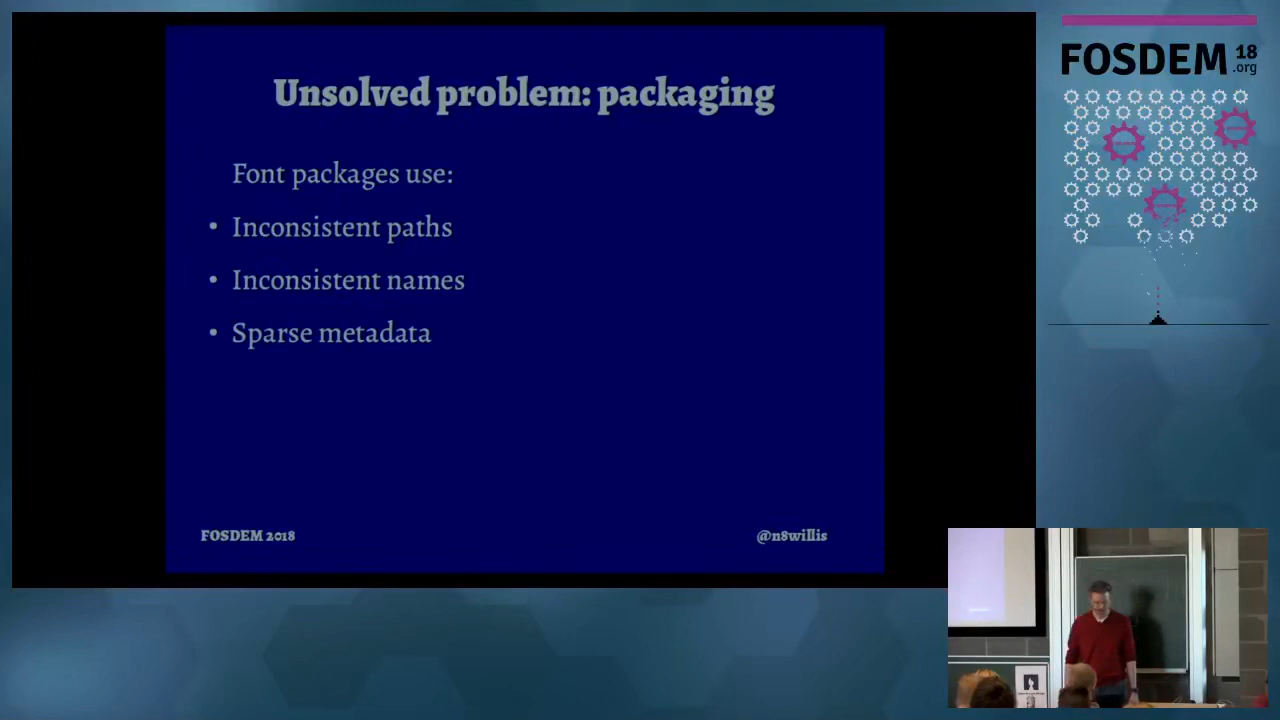 Unsolved problem: packaging
Font packages use:
• Inconsistent paths
• Inconsistent names
• Sparse metadata
FOSDEM 2018
@n8willis
FOSDEM 18
.org